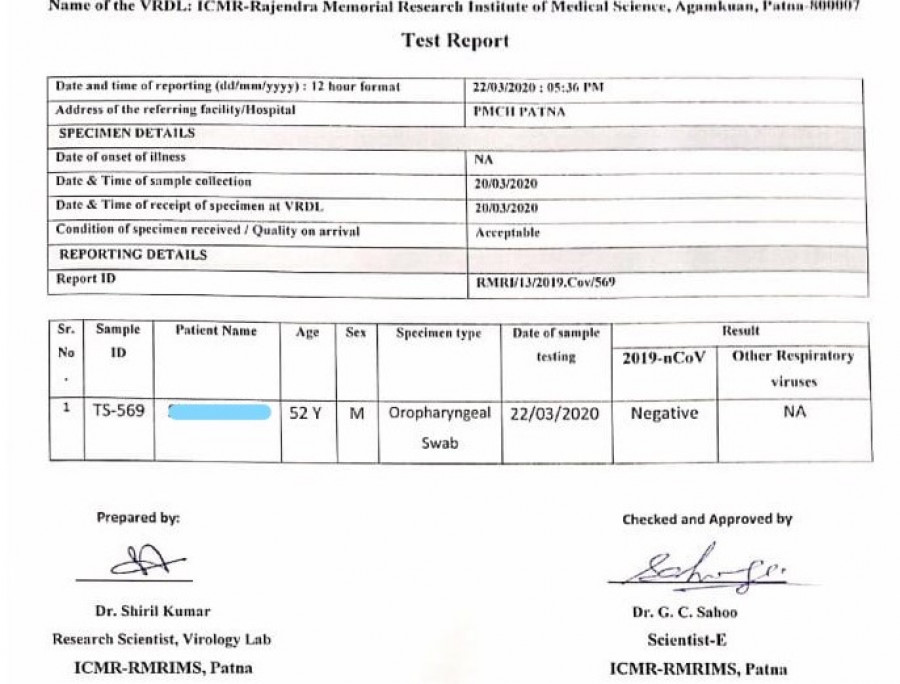 Name of the VRDL: ICMR-Rajendra Memorial Research Institute of Medical Science, Agamkuan, Patna-800007
Test Report
Date and time of reporting (dd/mm/yyyy) : 12 hour format 22/03/2020 : 05:36 PM
Address of the referring facility/Hospital PMCH PATNA
SPECIMEN DETAILS
Date of onset of illness NA
Date & Time of sample collection 20/03/2020
Date & Time of receipt of specimen at VRDL 20/03/2020
Condition of specimen received / Quality on arrival Acceptable
REPORTING DETAILS
Report ID RMRI/13/2019.Cov/569
Sr. No . Sample ID Patient Name Age Sex Specimen type Date of sample testing Result
2019-nCoV Other Respiratory viruses
1 TS-569 52 Y M Oropharyngeal Swab 22/03/2020 Negative NA
Prepared by: Checked and Approved by
Dr. Shiril Kumar Dr. G. C. Sahoo
Research Scientist, Virology Lab Scientist-E
ICMR-RMRIMS, Patna ICMR-RMRIMS, Patna